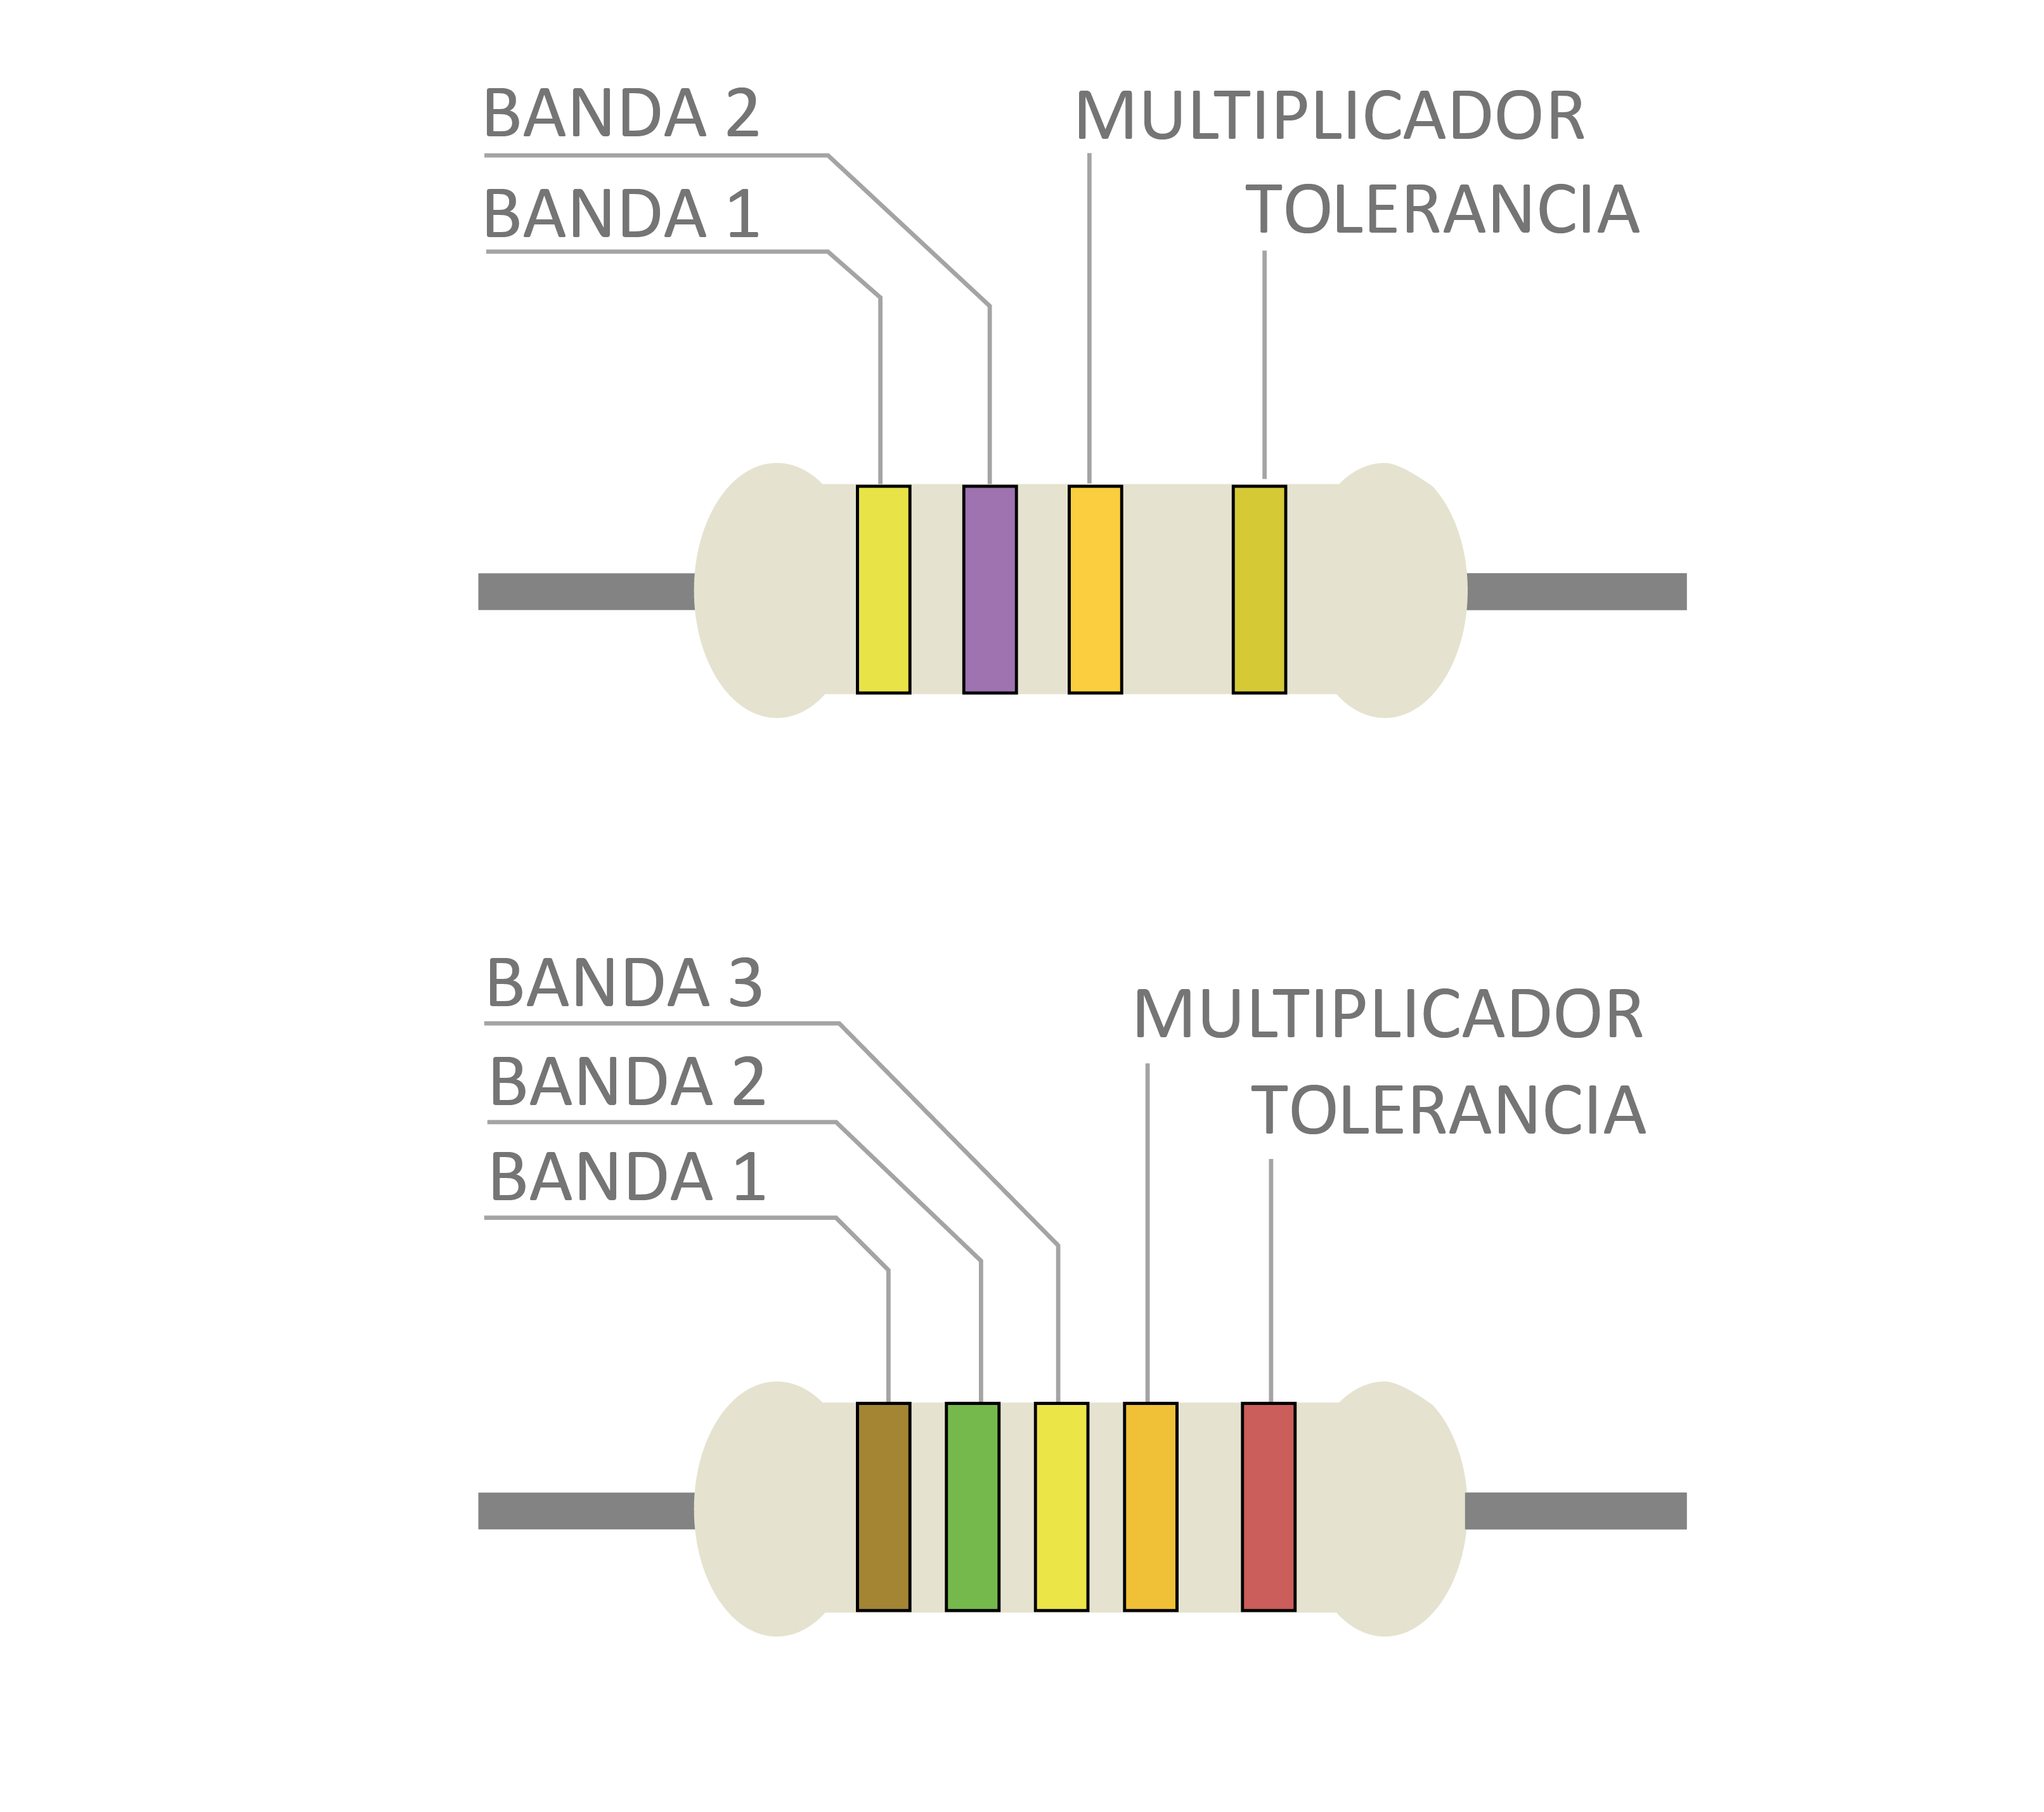 BANDA 2
BANDA 1
MULTIPLICADOR
TOLERANCIA
BANDA 3
BANDA 2
BANDA 1
MULTIPLICADOR
TOLERANCIA